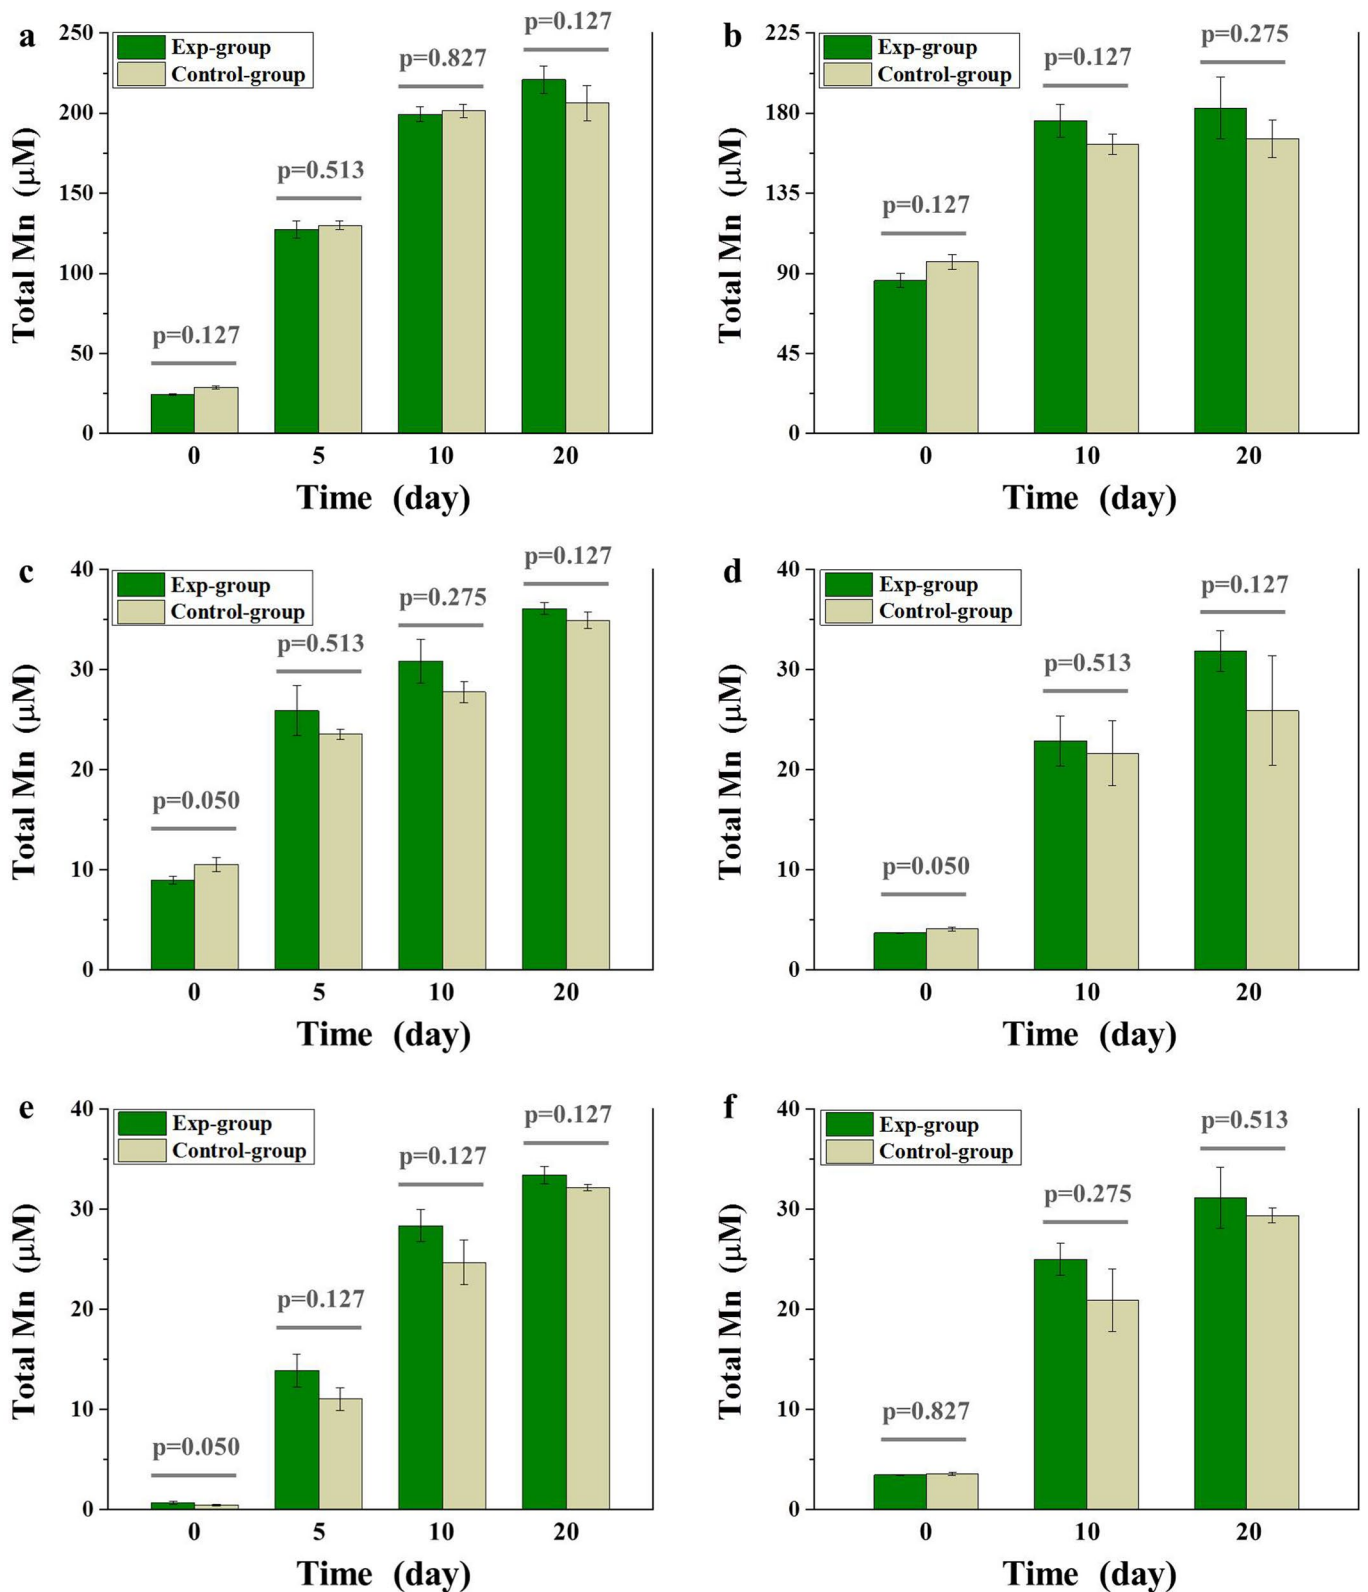 a
250
200
150
100
50
0
Total Mn (μM)
Exp-group
Control-group
p=0.127
p=0.513
p=0.827
p=0.127
0 5 10 20
Time (day)
b
225
180
135
90
45
0
Total Mn (μM)
Exp-group
Control-group
p=0.127
p=0.127
p=0.275
0 10 20
Time (day)
c
40
30
20
10
0
Total Mn (μM)
Exp-group
Control-group
p=0.050
p=0.513
p=0.275
p=0.127
0 5 10 20
Time (day)
d
40
30
20
10
0
Total Mn (μM)
Exp-group
Control-group
p=0.050
p=0.513
p=0.127
0 10 20
Time (day)
e
40
30
20
10
0
Total Mn (μM)
Exp-group
Control-group
p=0.050
p=0.127
p=0.127
p=0.127
0 5 10 20
Time (day)
f
40
30
20
10
0
Total Mn (μM)
Exp-group
Control-group
p=0.827
p=0.275
p=0.513
0 10 20
Time (day)